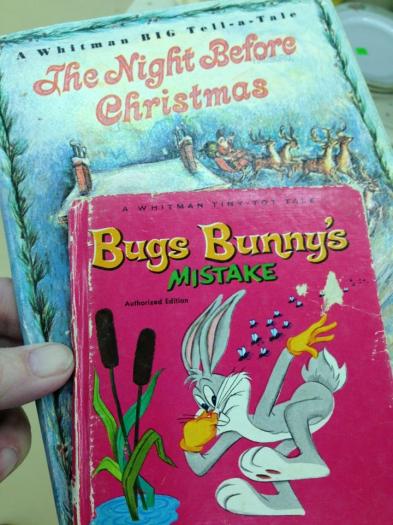 A Whitman BIG Tell-a-Tale
The Night Before
Christmas
A WHITMAN TINY-TOT TALE
Bugs Bunny's
MISTAKE
Authorized Edition